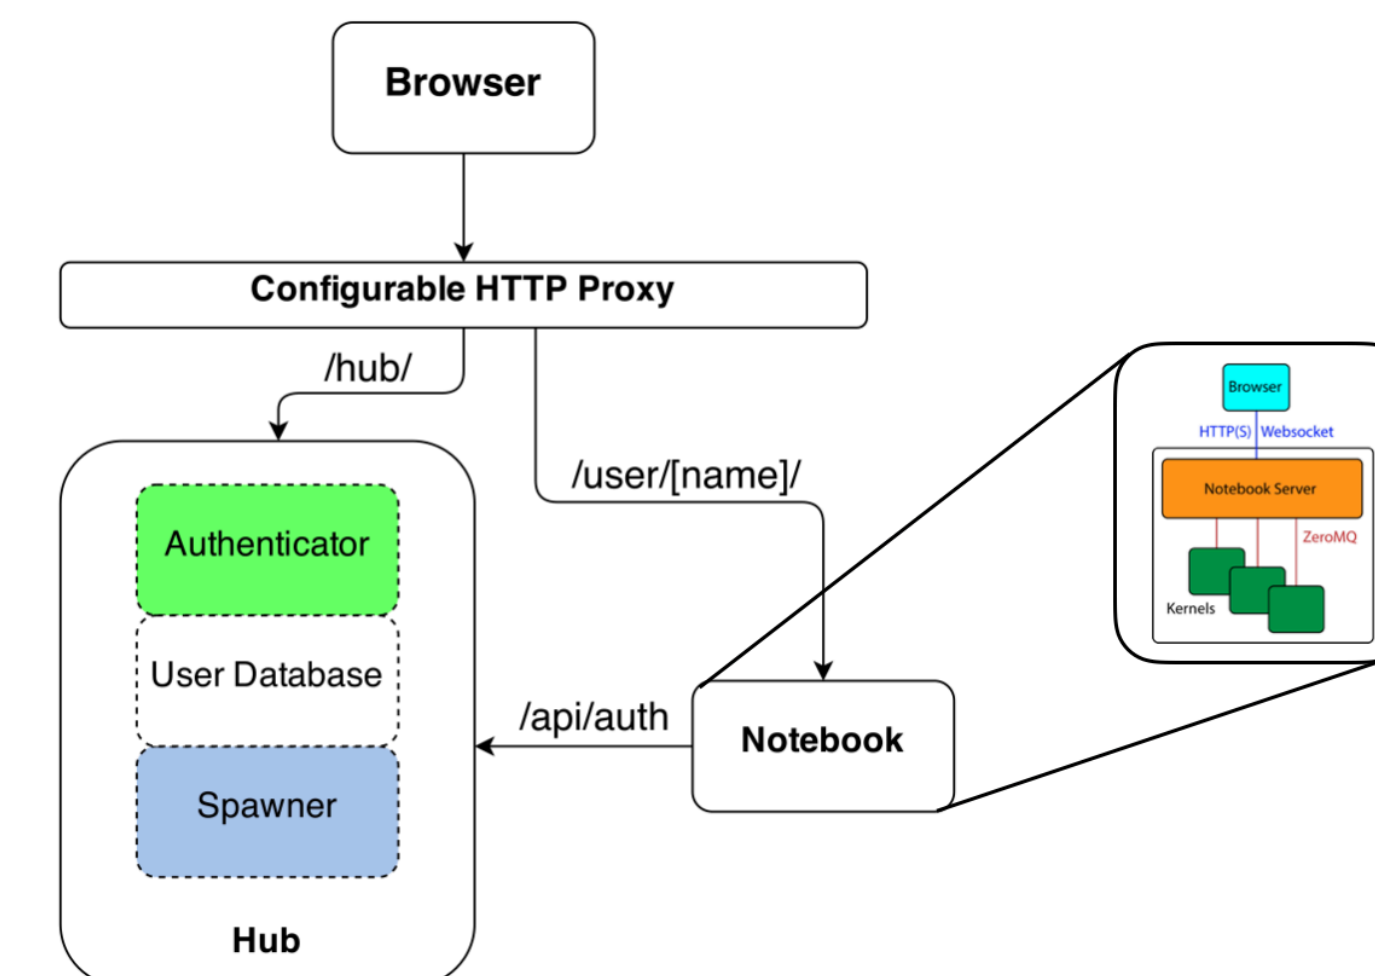 Browser
Configurable HTTP Proxy
/hub/
/user/[name]/
Authenticator
User Database
Spawner
Hub
/api/auth
Notebook
Browser
HTTP(S) Websocket
Notebook Server
ZeroMQ
Kernels